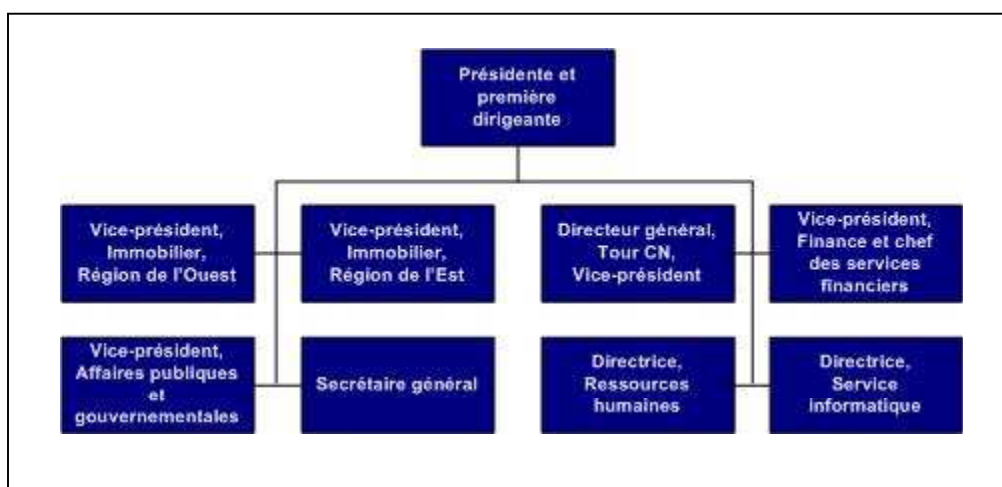 Présidente et
première
dirigeante
Vice-président,
Immobilier,
Région de l'Ouest
Vice-président,
Immobilier,
Région de l'Est
Directeur général,
Tour CN,
Vice-président
Vice-président,
Finance et chef
des services
financiers
Vice-président,
Affaires publiques
et
gouvernementales
Secrétaire général
Directrice,
Ressources
humaines
Directrice,
Service
informatique